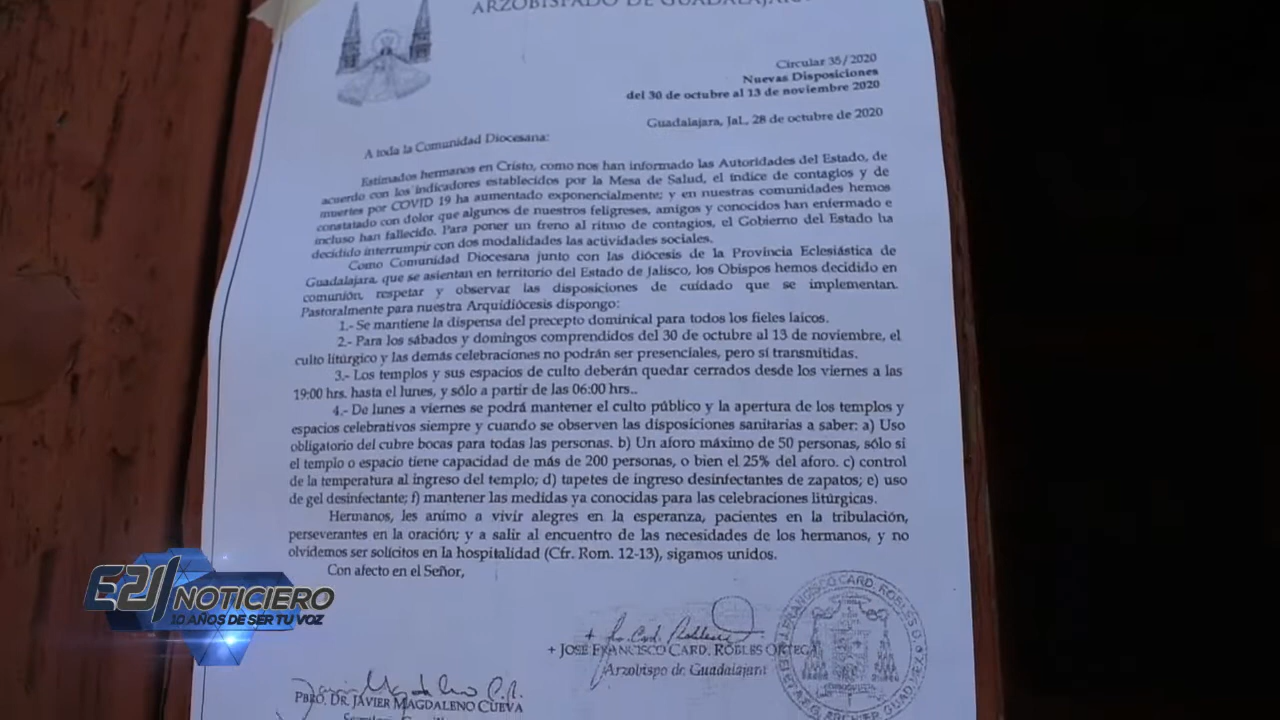 ARZOBISPADO DE GUADALAJARA
Circular 35/2020
Nuevas Disposiciones
del 30 de octubre al 13 de noviembre 2020
Guadalajara, Jal., 28 de octubre de 2020
A toda la Comunidad Diocesana:
Estimados hermanos en Cristo, como nos han informado las Autoridades del Estado, de
acuerdo con los indicadores establecidos por la Mesa de Salud, el índice de contagios y de
muertes por COVID 19 ha aumentado exponencialmente; y en nuestras comunidades hemos
constatado con dolor que algunos de nuestros feligreses, amigos y conocidos han enfermado e
incluso han fallecido. Para poner un freno al ritmo de contagios, el Gobierno del Estado ha
decidido interrumpir con dos modalidades las actividades sociales.
Como Comunidad Diocesana junto con las diócesis de la Provincia Eclesiástica de
Guadalajara, que se asientan en territorio del Estado de Jalisco, los Obispos hemos decidido en
comunión, respetar y observar las disposiciones de cuidado que se implementan.
Pastoralmente para nuestra Arquidiócesis dispongo:
1.- Se mantiene la dispensa del precepto dominical para todos los fieles laicos.
2.- Para los sábados y domingos comprendidos del 30 de octubre al 13 de noviembre, el
culto litúrgico y las demás celebraciones no podrán ser presenciales, pero sí transmitidas.
3.- Los templos y sus espacios de culto deberán quedar cerrados desde los viernes a las
19:00 hrs. hasta el lunes, y sólo a partir de las 06:00 hrs..
4.- De lunes a viernes se podrá mantener el culto público y la apertura de los templos y
espacios celebrativos siempre y cuando se observen las disposiciones sanitarias a saber: a) Uso
obligatorio del cubre bocas para todas las personas. b) Un aforo máximo de 50 personas, sólo si
el templo o espacio tiene capacidad de más de 200 personas, o bien el 25% del aforo. c) control
de la temperatura al ingreso del templo; d) tapetes de ingreso desinfectantes de zapatos; e) uso
de gel desinfectante; f) mantener las medidas ya conocidas para las celebraciones litúrgicas.
Hermanos, les animo a vivir alegres en la esperanza, pacientes en la tribulación,
perseverantes en la oración; y a salir al encuentro de las necesidades de los hermanos, y no
olvidemos ser solícitos en la hospitalidad (Cfr. Rom. 12-13), sigamos unidos.
Con afecto en el Señor,
+ JOSÉ FRANCISCO CARD. ROBLES ORTEGA
Arzobispo de Guadalajara
PBRO. DR. JAVIER MAGDALENO CUEVA
E21 NOTICIERO
10 AÑOS DE SER TU VOZ